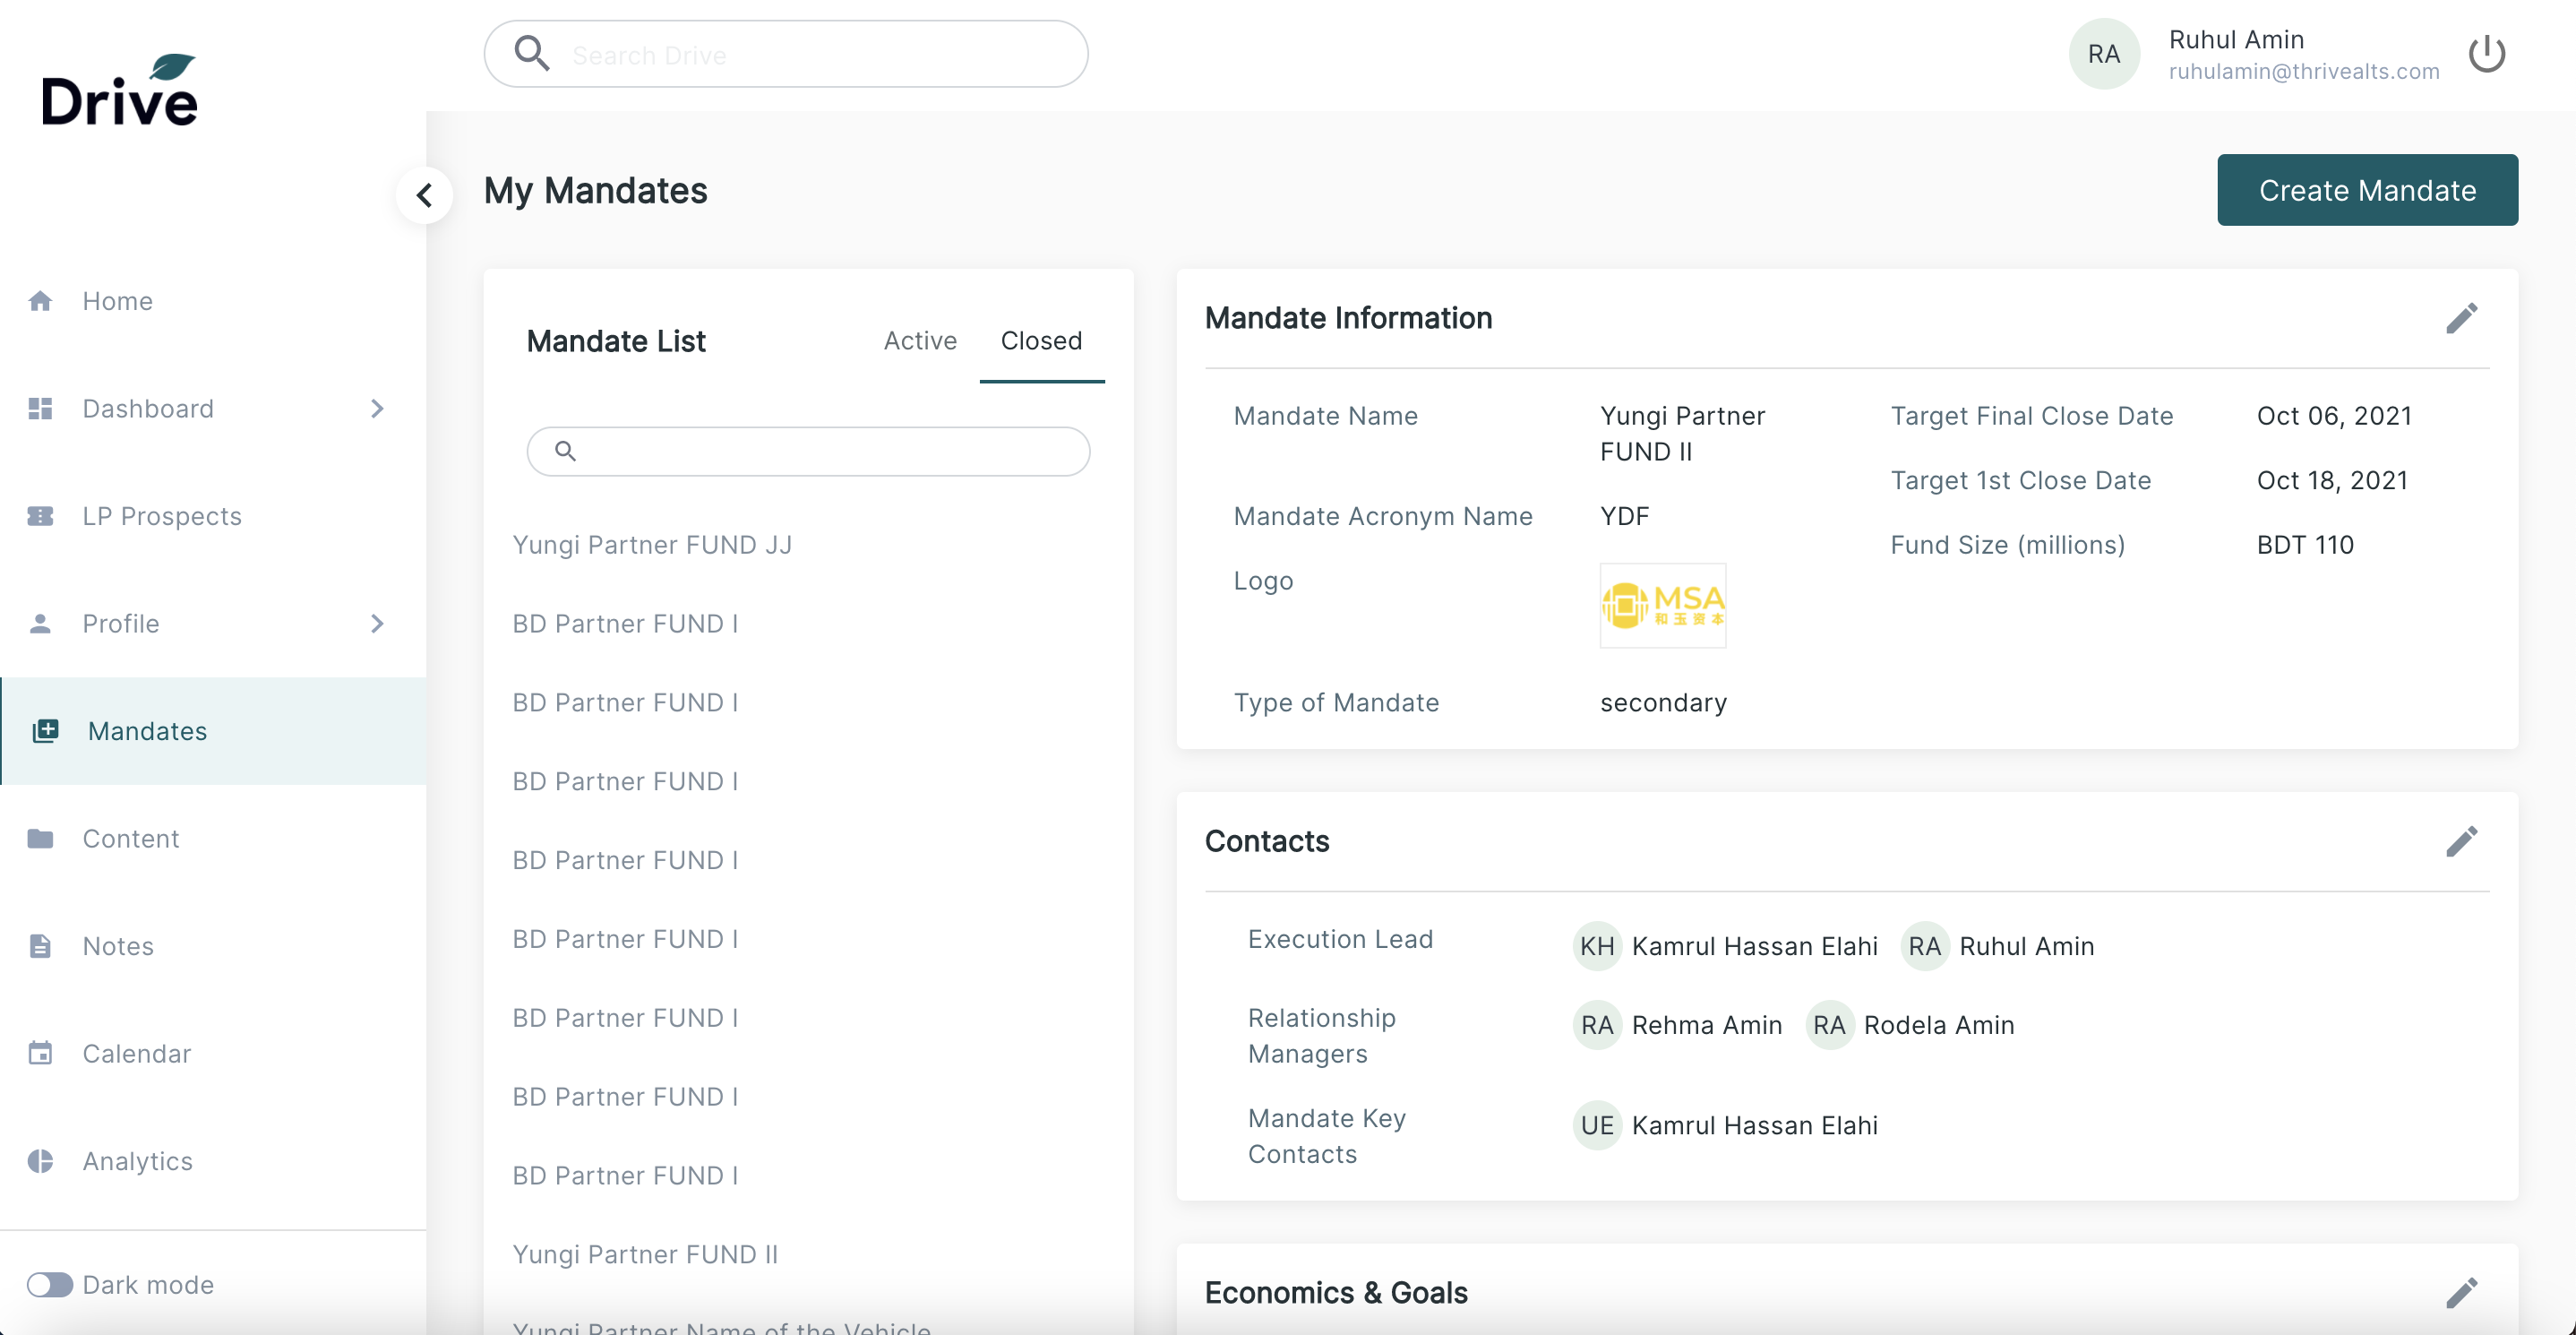 Drive
Search Drive
RA
Ruhul Amin
ruhulamin@thrivealts.com
Home
Dashboard
LP Prospects
Profile
Mandates
Content
Notes
Calendar
Analytics
Dark mode
My Mandates
Create Mandate
Mandate List
Active
Closed
Yungi Partner FUND JJ
BD Partner FUND I
BD Partner FUND I
BD Partner FUND I
BD Partner FUND I
BD Partner FUND I
BD Partner FUND I
BD Partner FUND I
BD Partner FUND I
Yungi Partner FUND II
Yungi Partner Name of the Vehicle
Mandate Information
Mandate Name
Yungi Partner
FUND II
Mandate Acronym Name
YDF
Logo
MSA
和玉资本
Type of Mandate
secondary
Target Final Close Date
Oct 06, 2021
Target 1st Close Date
Oct 18, 2021
Fund Size (millions)
BDT 110
Contacts
Execution Lead
KH Kamrul Hassan Elahi RA Ruhul Amin
Relationship
Managers
RA Rehma Amin RA Rodela Amin
Mandate Key
Contacts
UE Kamrul Hassan Elahi
Economics & Goals